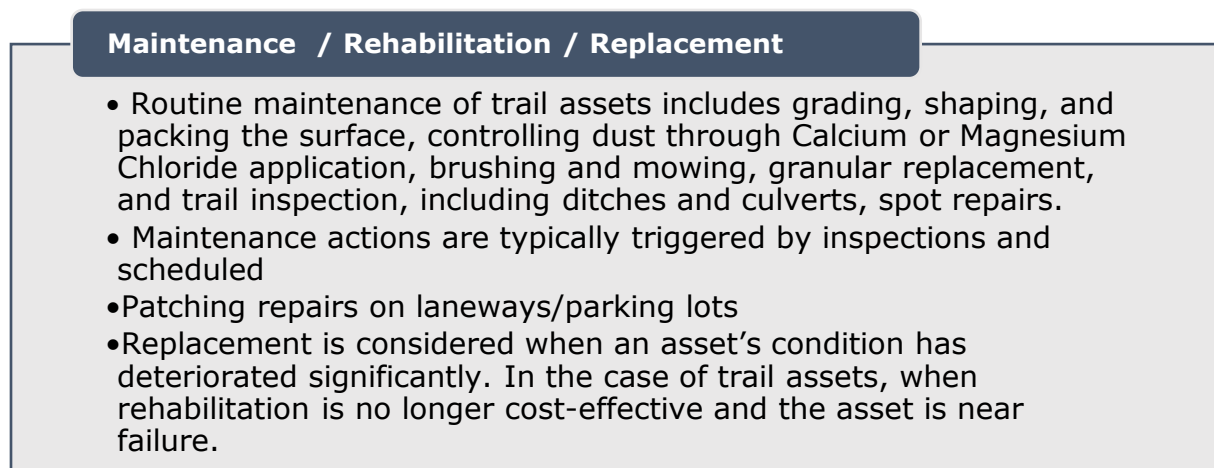 Maintenance  / Rehabilitation / Replacement
• Routine maintenance of trail assets includes grading, shaping, and
packing the surface, controlling dust through Calcium or Magnesium
Chloride application, brushing and mowing, granular replacement,
and trail inspection, including ditches and culverts, spot repairs.
• Maintenance actions are typically triggered by inspections and
scheduled
•Patching repairs on laneways/parking lots
•Replacement is considered when an asset’s condition has
deteriorated significantly. In the case of trail assets, when
rehabilitation is no longer cost-effective and the asset is near
failure.